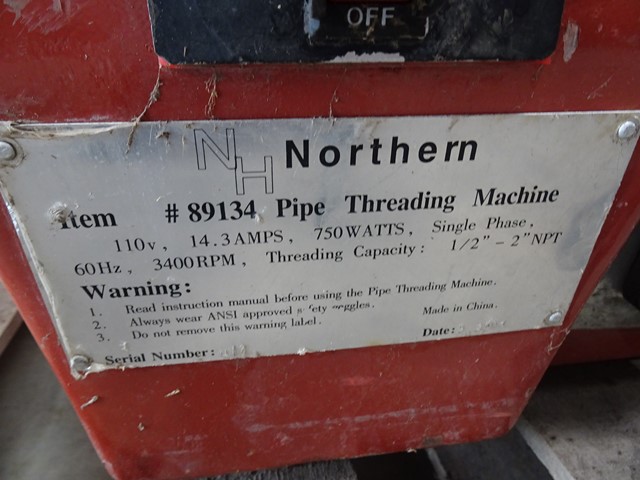 OFF
NH Northern
Item # 89134 Pipe Threading Machine
110v, 14.3AMPS, 750WATTS, Single Phase,
60Hz, 3400RPM, Threading Capacity: 1/2" - 2"NPT
Warning:
1. Read instruction manual before using the Pipe Threading Machine.
2. Always wear ANSI approved
3. Do not remove this warning label.
Made in China.
Date:
Serial Number: